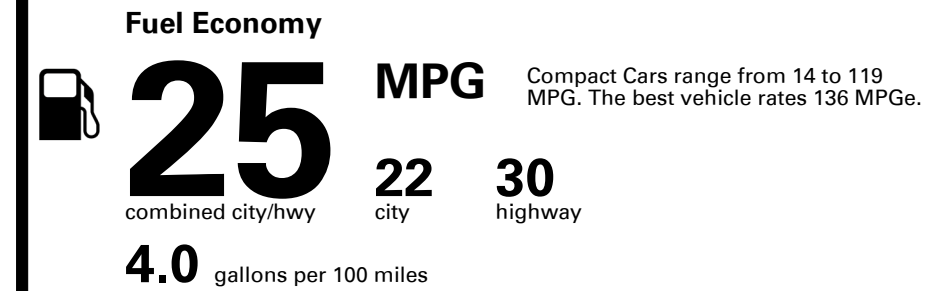 Fuel Economy
25 MPG
Compact Cars range from 14 to 119
MPG. The best vehicle rates 136 MPGe.
combined city/hwy
22
city
30
highway
4.0 gallons per 100 miles